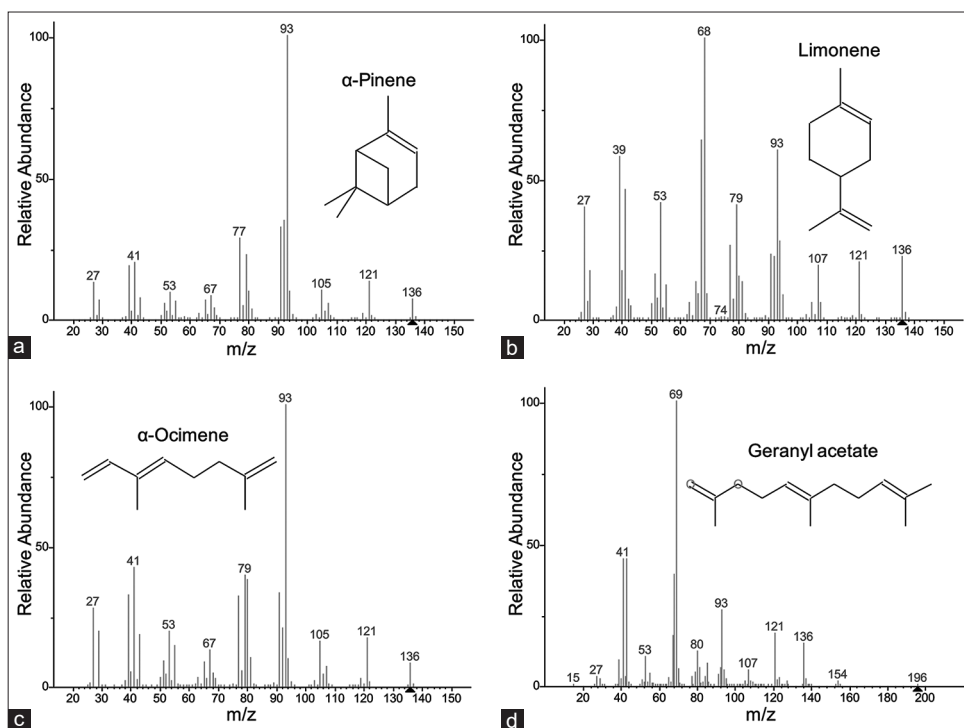 100
93
α-Pinene
Relative Abundance
50
77
41
27
53
67
105
121
136
0
20 30 40 50 60 70 80 90 100 110 120 130 140 150
m/z
a
100
68
Limonene
Relative Abundance
93
39
50
27
53
79
74
107
121
136
0
20 30 40 50 60 70 80 90 100 110 120 130 140 150
m/z
b
100
93
α-Ocimene
Relative Abundance
50
41
79
27
53
67
105
121
136
0
20 30 40 50 60 70 80 90 100 110 120 130 140 150
m/z
c
100
69
Geranyl acetate
O O
Relative Abundance
50
41
93
15
27
53
80
107
121
136
154
196
0
20 40 60 80 100 120 140 160 180 200
m/z
d